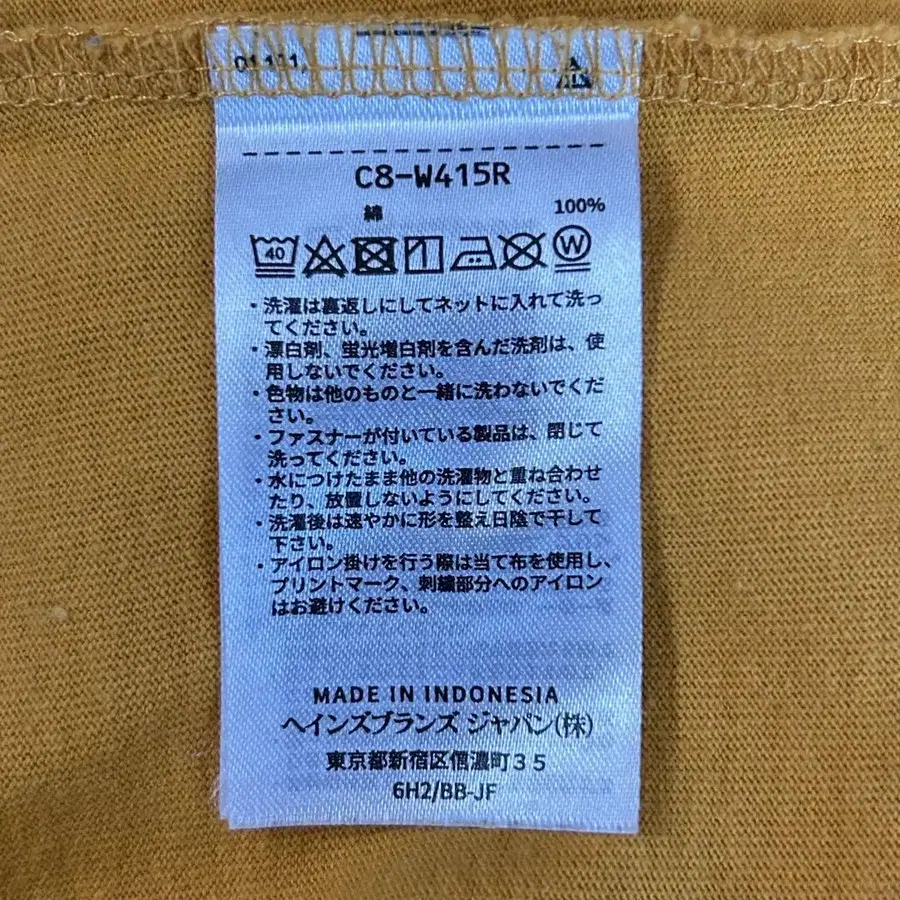 C8-W415R
綿 100%
40 W
・洗濯は裏返しにしてネットに入れて洗っ
てください。
・漂白剤、蛍光増白剤を含んだ洗剤は、使
用しないでください。
・色物は他のものと一緒に洗わないでくだ
さい。
・ファスナーが付いている製品は、閉じて
洗ってください。
・水につけたまま他の洗濯物と重ね合わせ
たり、放置しないようにしてください。
・洗濯後は速やかに形を整え日陰で干して
下さい。
・アイロン掛けを行う際は当て布を使用し、
プリントマーク、刺繍部分へのアイロン
はお避けください。
MADE IN INDONESIA
ヘインズブランズ ジャパン(株)
東京都新宿区信濃町35
6H2/BB-JF